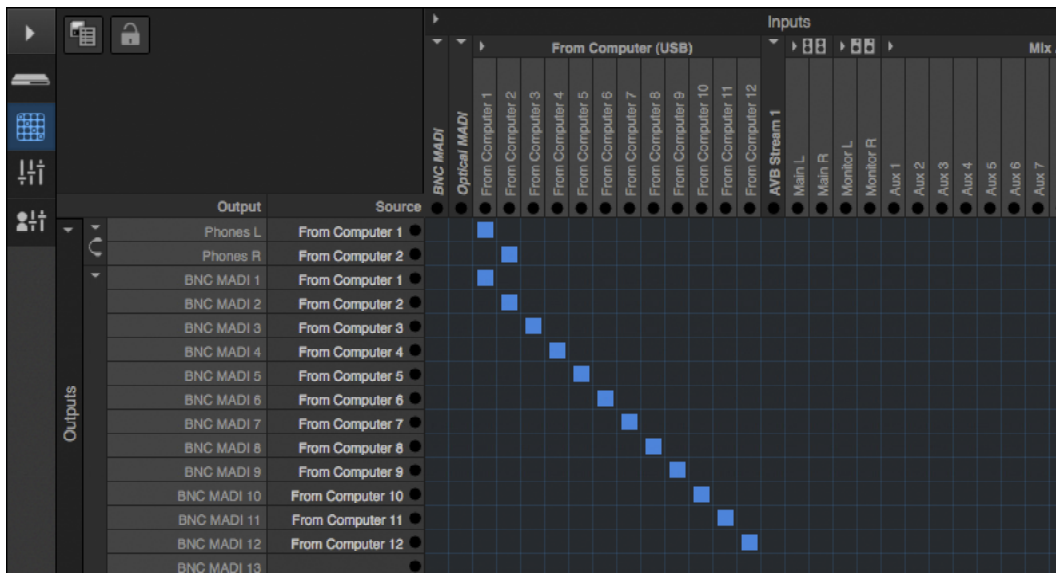 Inputs
From Computer (USB)
Mix
BNC MADI
Optical MADI
From Computer 1
From Computer 2
From Computer 3
From Computer 4
From Computer 5
From Computer 6
From Computer 7
From Computer 8
From Computer 9
From Computer 10
From Computer 11
From Computer 12
AVB Stream 1
Main L
Main R
Monitor L
Monitor R
Aux 1
Aux 2
Aux 3
Aux 4
Aux 5
Aux 6
Aux 7
Output Source
Outputs
Phones L From Computer 1
Phones R From Computer 2
BNC MADI 1 From Computer 1
BNC MADI 2 From Computer 2
BNC MADI 3 From Computer 3
BNC MADI 4 From Computer 4
BNC MADI 5 From Computer 5
BNC MADI 6 From Computer 6
BNC MADI 7 From Computer 7
BNC MADI 8 From Computer 8
BNC MADI 9 From Computer 9
BNC MADI 10 From Computer 10
BNC MADI 11 From Computer 11
BNC MADI 12 From Computer 12
BNC MADI 13